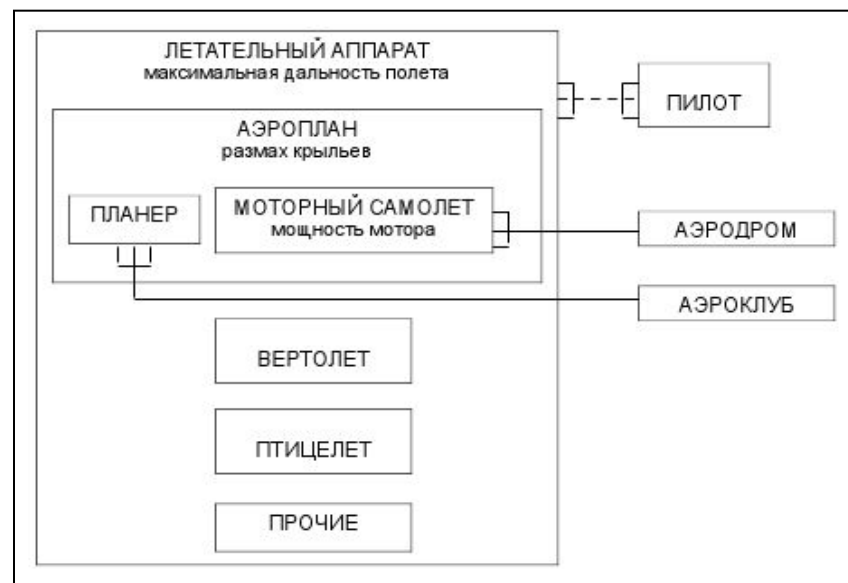 ЛЕТАТЕЛЬНЫЙ АППАРАТ
максимальная дальность полета
ПИЛОТ
АЭРОПЛАН
размах крыльев
ПЛАНЕР
МОТОРНЫЙ САМОЛЕТ
мощность мотора
АЭРОДРОМ
АЭРОКЛУБ
ВЕРТОЛЕТ
ПТИЦЕЛЕТ
ПРОЧИЕ